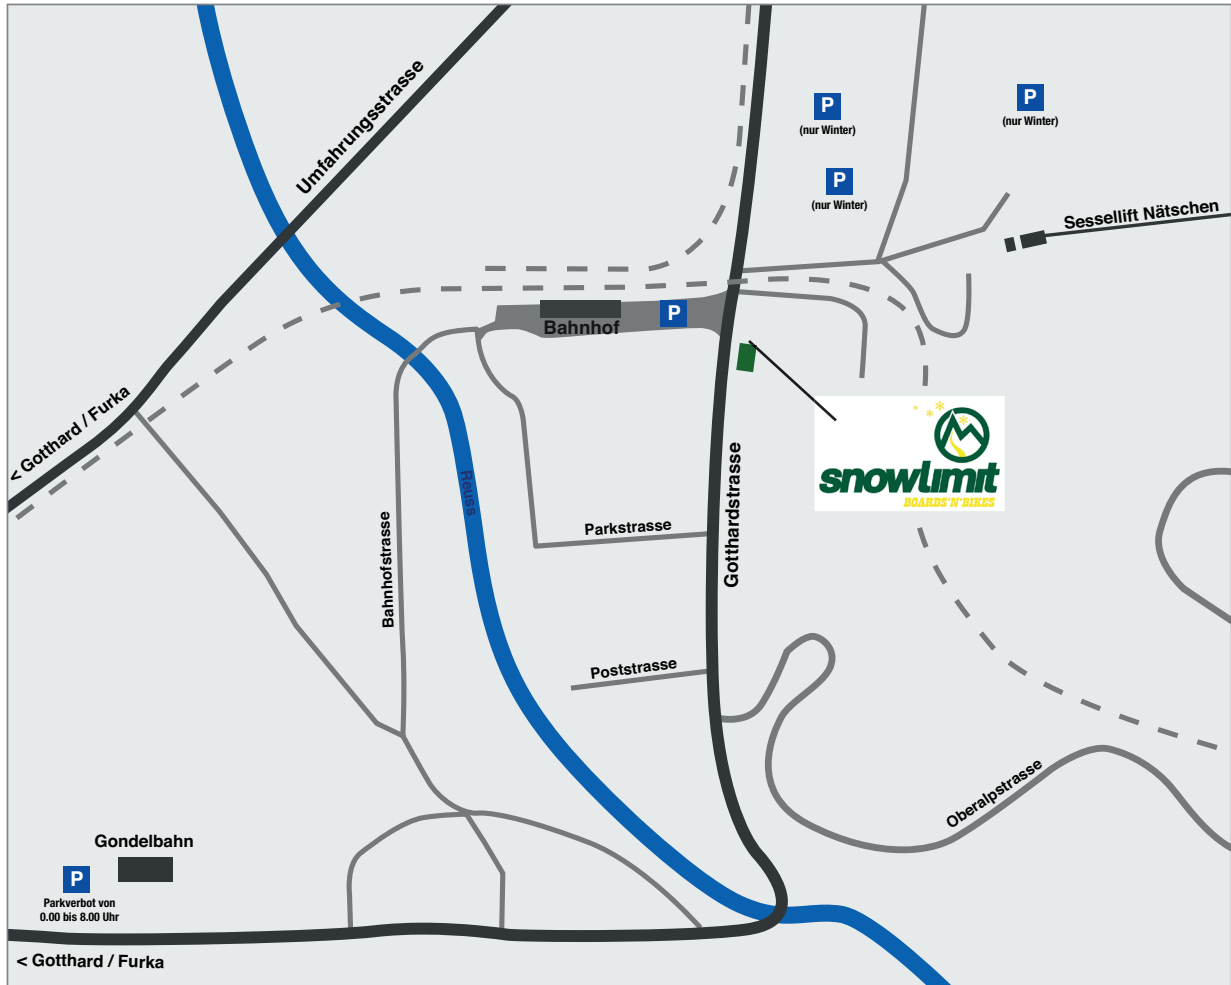 Umfahrungsstrasse
P
(nur Winter)
P
(nur Winter)
P
(nur Winter)
Sessellift Nätschen
Bahnhof
P
< Gotthard / Furka
snowlimit
BOARDS'N'BIKES
Reuss
Gotthardstrasse
Bahnhofstrasse
Parkstrasse
Poststrasse
Oberalpstrasse
Gondelbahn
P
Parkverbot von
0.00 bis 8.00 Uhr
< Gotthard / Furka